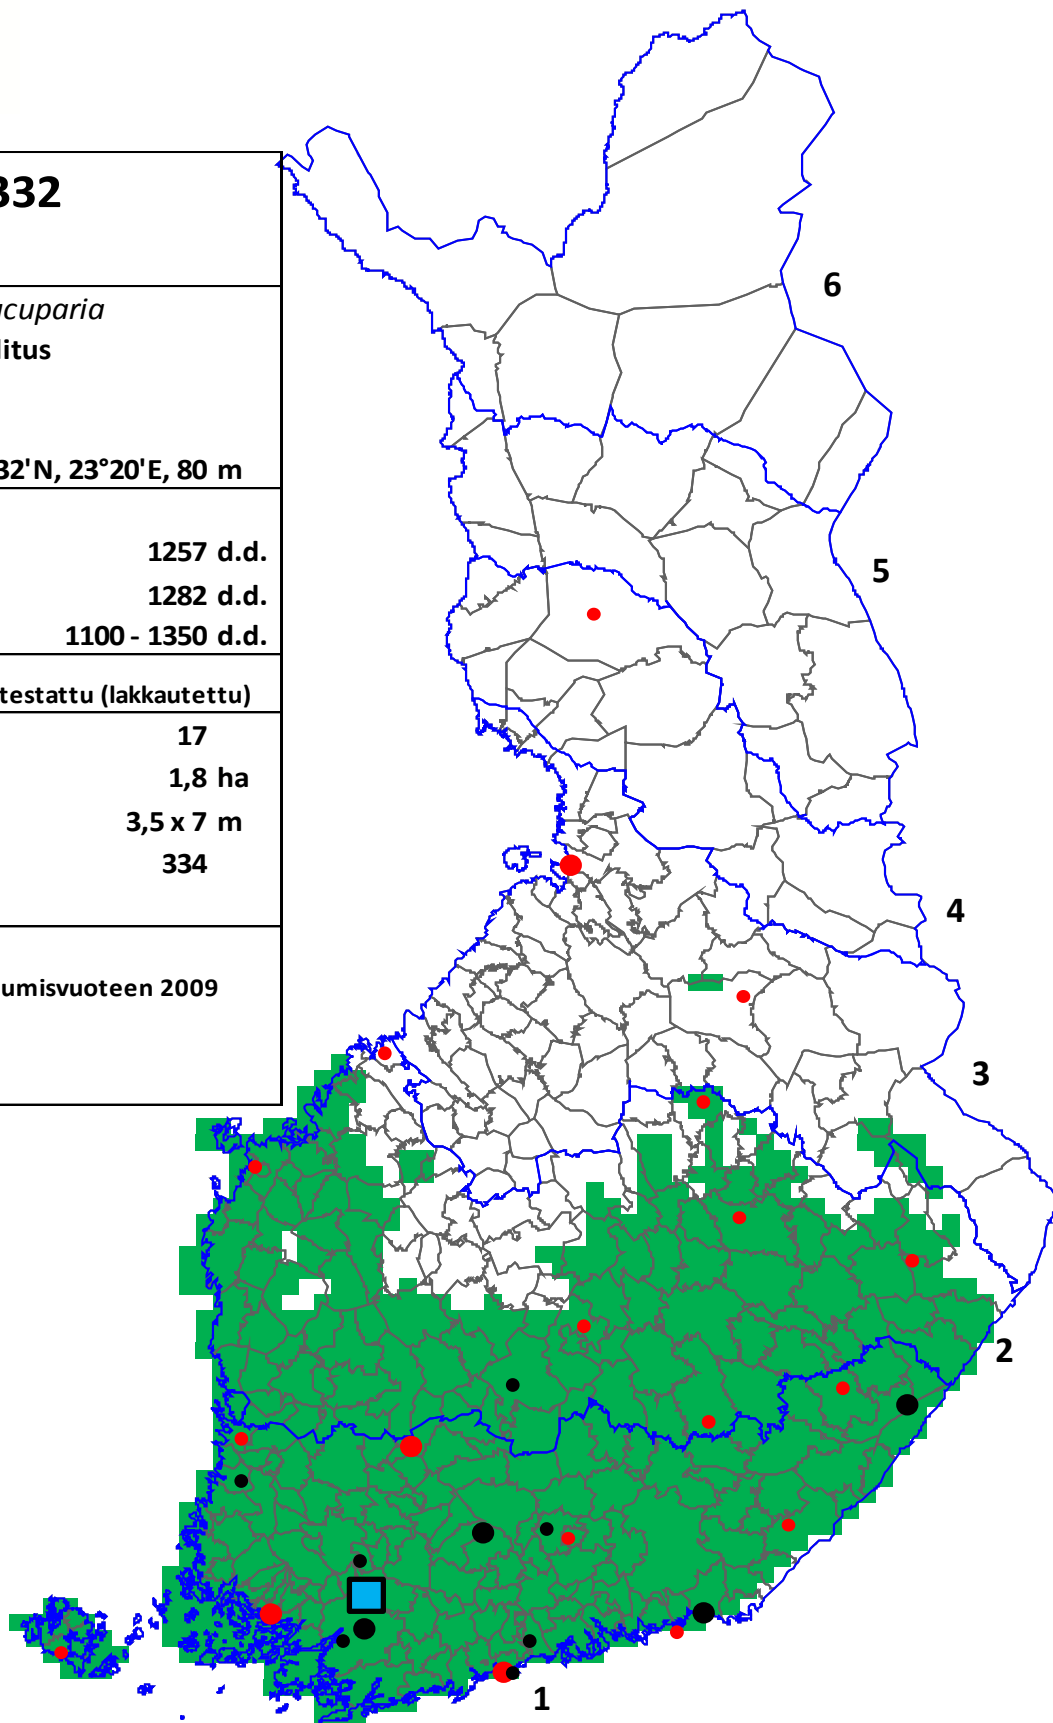 332
cuparia
litus
32'N, 23°20'E, 80 m
1257 d.d.
1282 d.d.
1100 - 1350 d.d.
testattu (lakkautettu)
17
1,8 ha
3,5 x 7 m
334
umisvuoteen 2009
6
5
4
3
2
1